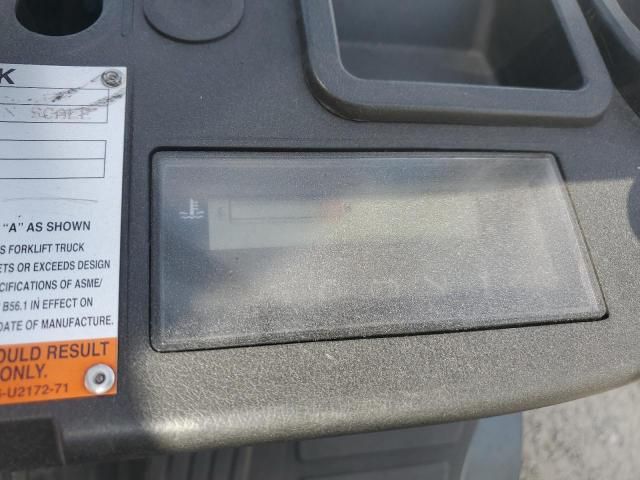 K
SCALE
"A" AS SHOWN
S FORKLIFT TRUCK
ETS OR EXCEEDS DESIGN
CIFICATIONS OF ASME/
B56.1 IN EFFECT ON
DATE OF MANUFACTURE.
OULD RESULT
ONLY.
-U2172-71